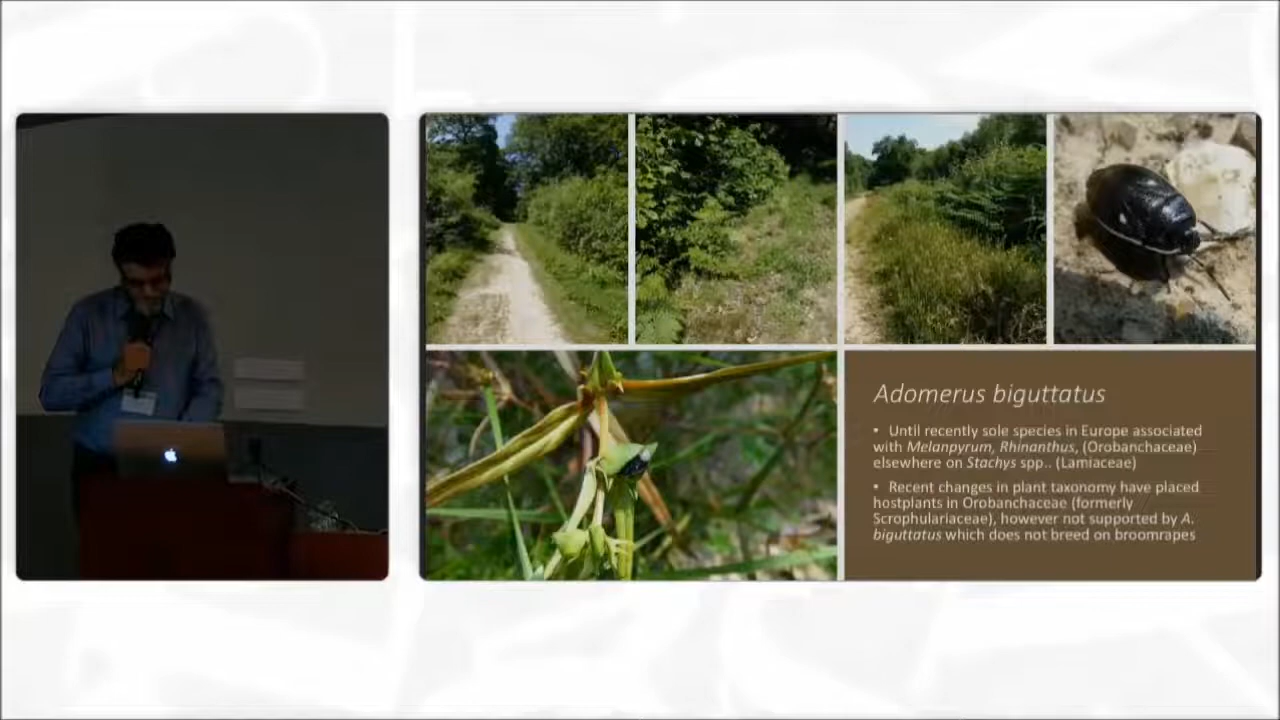 Adomerus biguttatus
• Until recently sole species in Europe associated
with Melanpyrum, Rhinanthus, (Orobanchaceae)
elsewhere on Stachys spp.. (Lamiaceae)
• Recent changes in plant taxonomy have placed
hostplants in Orobanchaceae (formerly
Scrophulariaceae), however not supported by A.
biguttatus which does not breed on broomrapes